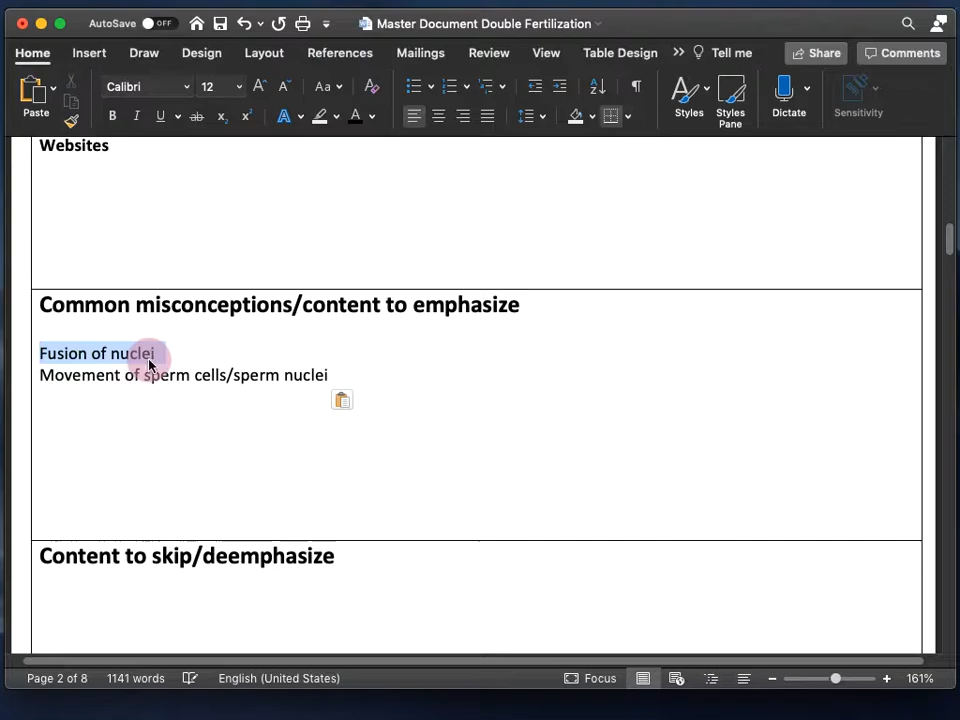 AutoSave OFF Master Document Double Fertilization
Home Insert Draw Design Layout References Mailings Review View Table Design Tell me Share Comments
Calibri 12 Aa
Paste Styles Styles Pane Dictate Sensitivity
Websites
Common misconceptions/content to emphasize
Fusion of nuclei
Movement of sperm cells/sperm nuclei
Content to skip/deemphasize
Page 2 of 8 1141 words English (United States) Focus 161%